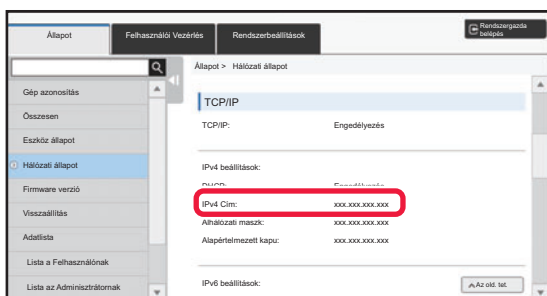 Állapot
Felhasználói Vezérlés
Rendszerbeállítások
Rendszergazda
belépés
Állapot > Hálózati állapot
Gép azonosítás
Összesen
Eszköz állapot
Hálózati állapot
Firmware verzió
Visszaállítás
Adatlista
Lista a Felhasználónak
Lista az Adminisztrátornak
TCP/IP
TCP/IP: Engedélyezés
IPv4 beállítások:
DHCP: Engedélyezés
IPv4 Cím: xxx.xxx.xxx.xxx
Alhálózati maszk: xxx.xxx.xxx.xxx
Alapértelmezett kapu: xxx.xxx.xxx.xxx
IPv6 beállítások:
Az old. tet.